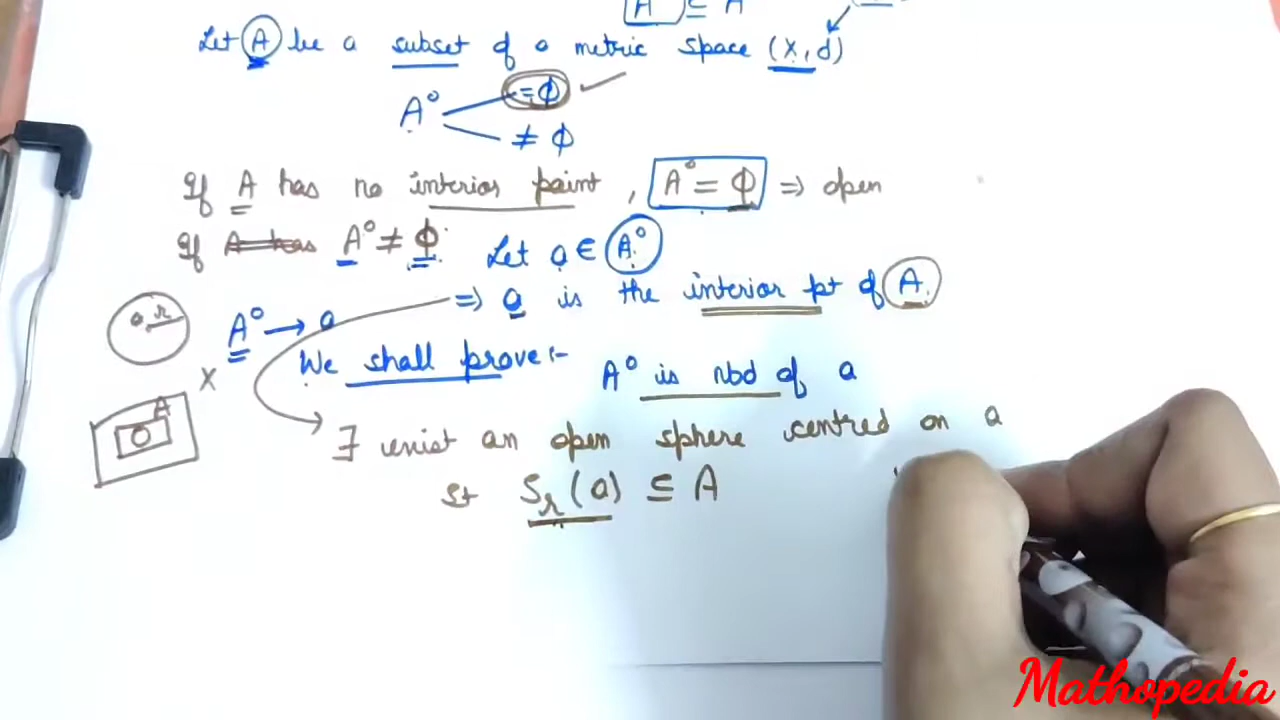 A ⊆ A
Let A be a subset of a metric space (X, d)
A° = ϕ
≠ ϕ
If A has no interior point, A° = ϕ ⇒ open
If A has A° ≠ ϕ. Let a ∈ A°
a, r
⇒ a is the interior pt of A.
A° → a
We shall prove :-
A° is nbd of a
X
A
∃ exist an open sphere centred on a
st S_r(a) ⊆ A
Mathopedia